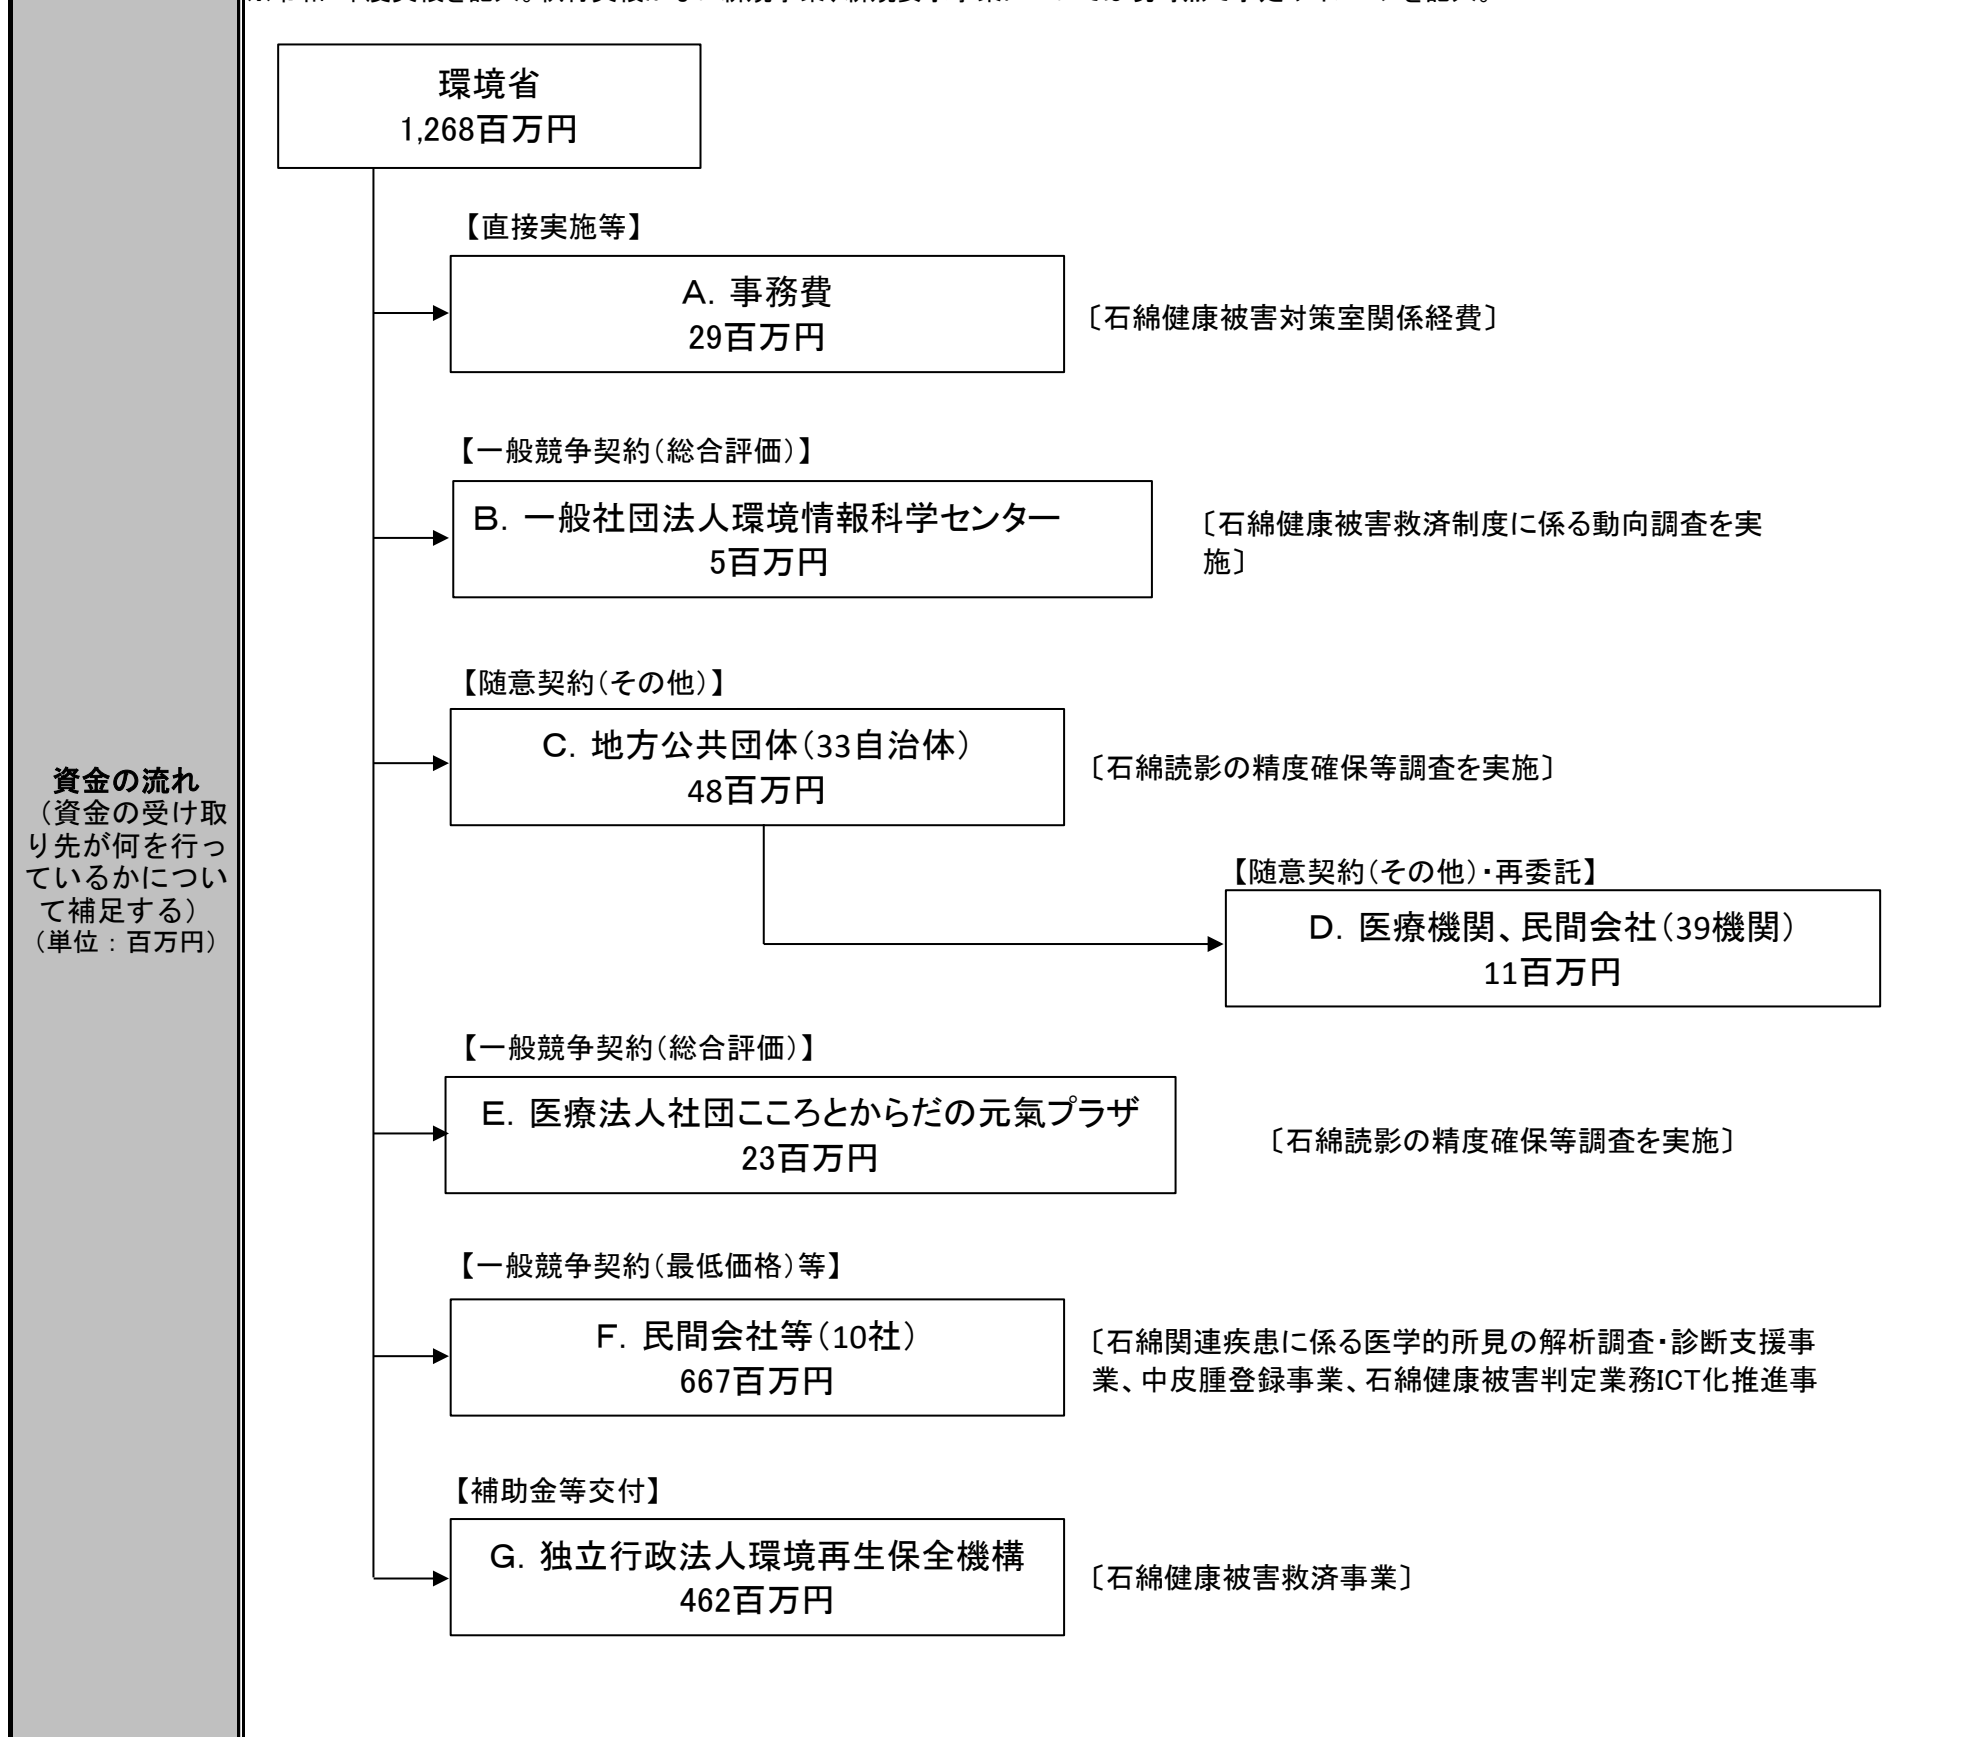 環境省
1,268百万円
【直接実施等】
A. 事務費
29百万円
〔石綿健康被害対策室関係経費〕
【一般競争契約(総合評価)】
B. 一般社団法人環境情報科学センター
5百万円
〔石綿健康被害救済制度に係る動向調査を実
施〕
【随意契約(その他)】
C. 地方公共団体(33自治体)
48百万円
〔石綿読影の精度確保等調査を実施〕
資金の流れ
(資金の受け取
り先が何を行っ
ているかについ
て補足する)
(単位:百万円)
【随意契約(その他)・再委託】
D. 医療機関、民間会社(39機関)
11百万円
【一般競争契約(総合評価)】
E. 医療法人社団こころとからだの元氣プラザ
23百万円
〔石綿読影の精度確保等調査を実施〕
【一般競争契約(最低価格)等】
F. 民間会社等(10社)
667百万円
〔石綿関連疾患に係る医学的所見の解析調査・診断支援事
業、中皮腫登録事業、石綿健康被害判定業務ICT化推進事
【補助金等交付】
G. 独立行政法人環境再生保全機構
462百万円
〔石綿健康被害救済事業〕